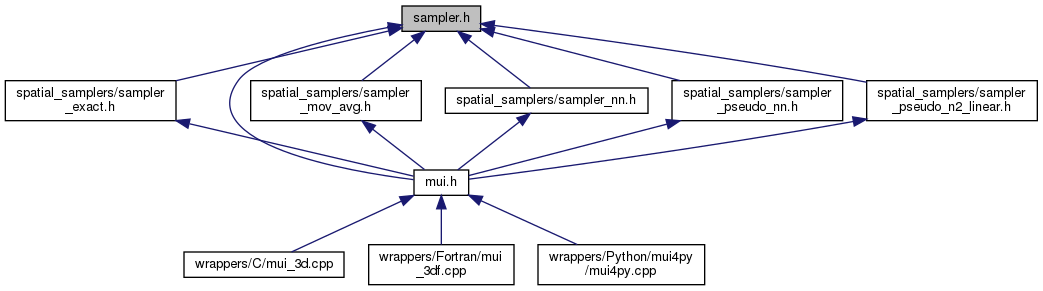 sampler.h
spatial_samplers/sampler
_exact.h
spatial_samplers/sampler
_mov_avg.h
spatial_samplers/sampler_nn.h
spatial_samplers/sampler
_pseudo_nn.h
spatial_samplers/sampler
_pseudo_n2_linear.h
mui.h
wrappers/C/mui_3d.cpp
wrappers/Fortran/mui
_3df.cpp
wrappers/Python/mui4py
/mui4py.cpp